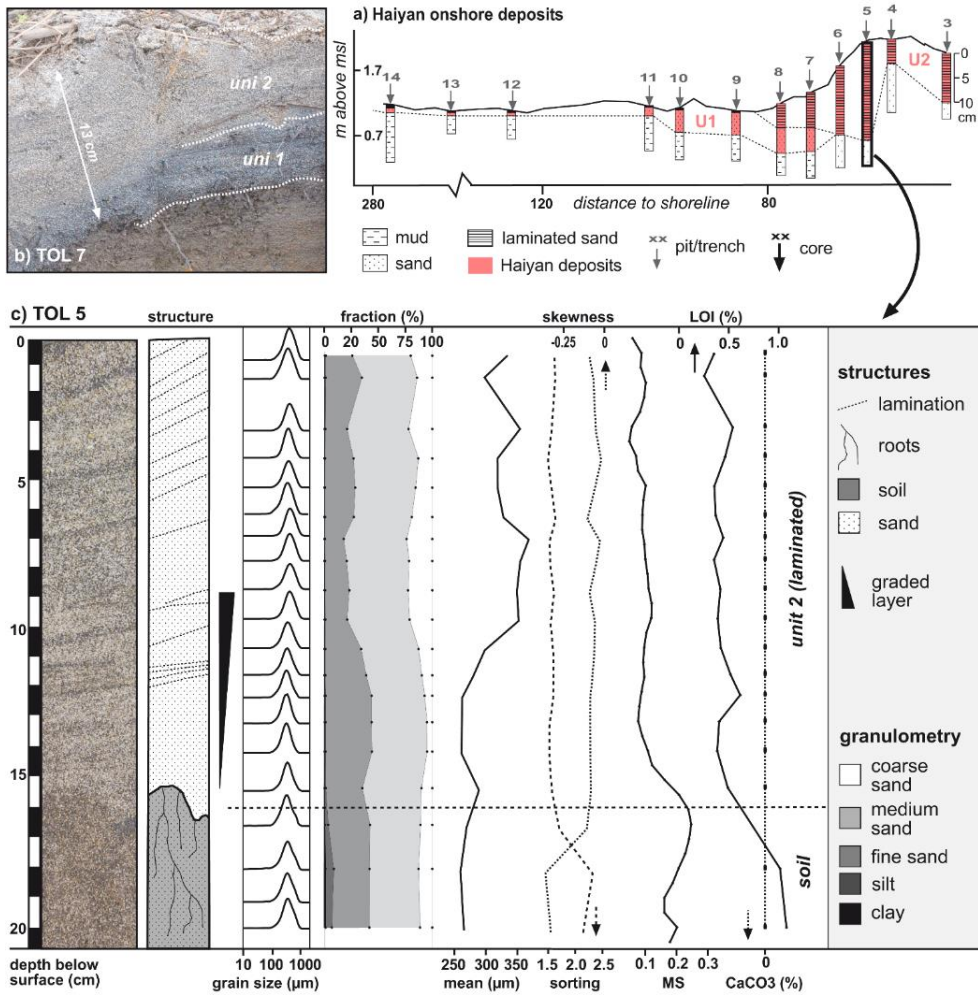 a) Haiyan onshore deposits
uni 2
uni 1
13 cm
b) TOL 7
m above msl
1.7
0.7
14
13
12
11
10
9
8
7
6
5
4
3
U1
U2
0
5
10
cm
280
120
distance to shoreline
80
mud
sand
laminated sand
Haiyan deposits
xx
pit/trench
xx
core
c) TOL 5
structure
fraction (%)
skewness
LOI (%)
0 25 50 75 100
-0.25 0
0 0.5 1.0
0
5
10
15
20
unit 2 (laminated)
soil
depth below
surface (cm)
10 100 1000
grain size (µm)
250 300 350
mean (µm)
1.5 2.0 2.5
sorting
0.1 0.2 0.3
MS
0
CaCO3 (%)
structures
lamination
roots
soil
sand
graded
layer
granulometry
coarse
sand
medium
sand
fine sand
silt
clay